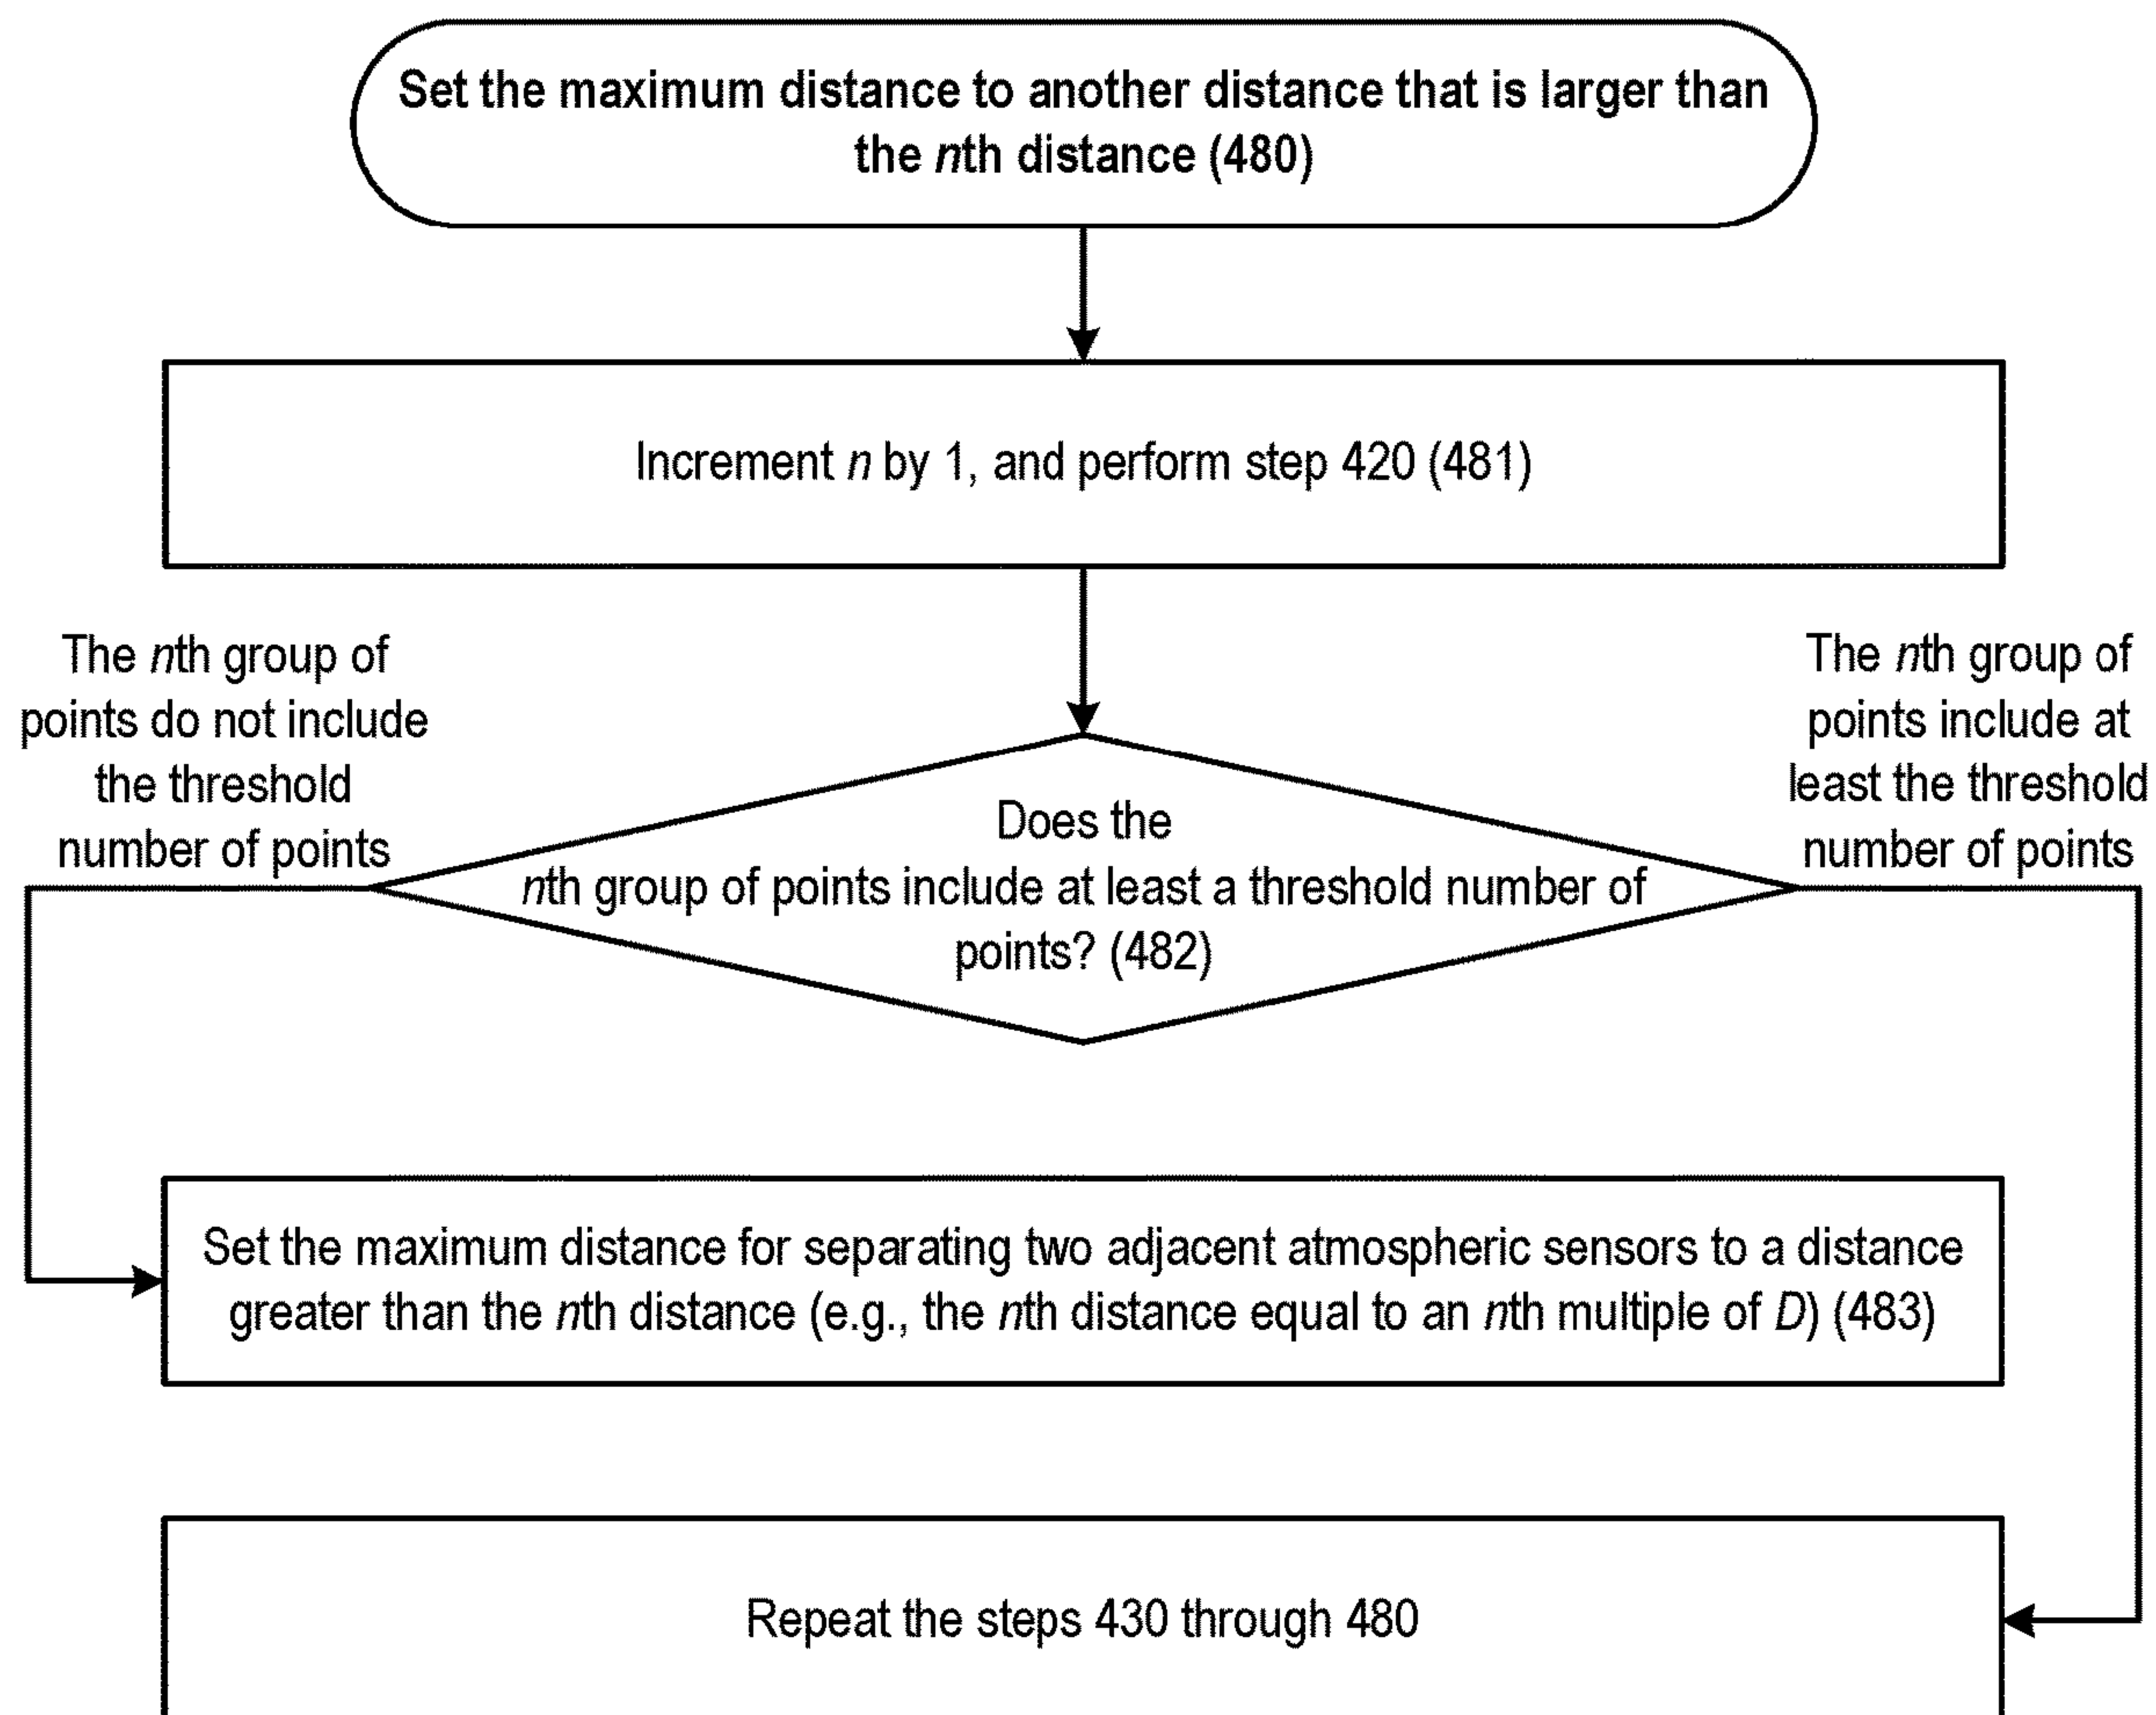 Set the maximum distance to another distance that is larger than
the nth distance (480)
Increment n by 1, and perform step 420 (481)
The nth group of
points do not include
the threshold
number of points
The nth group of
points include at
least the threshold
number of points
Does the
nth group of points include at least a threshold number of
points? (482)
Set the maximum distance for separating two adjacent atmospheric sensors to a distance
greater than the nth distance (e.g., the nth distance equal to an nth multiple of D) (483)
Repeat the steps 430 through 480